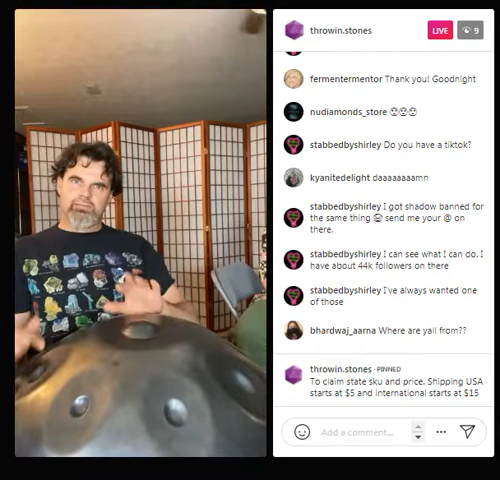 throwin.stones
LIVE
9
fermentermentor Thank you! Goodnight
nudiamonds_store 😍😍😍
stabbedbyshirley Do you have a tiktok?
kyanitedelight daaaaaaaamn
stabbedbyshirley I got shadow banned for
the same thing 😭 send me your @ on
there.
stabbedbyshirley I can see what I can do. I
have about 44k followers on there
stabbedbyshirley I've always wanted one
of those
bhardwaj_aarna Where are yall from??
throwin.stones · PINNED
To claim state sku and price. Shipping USA
starts at $5 and international starts at $15
Add a comment...